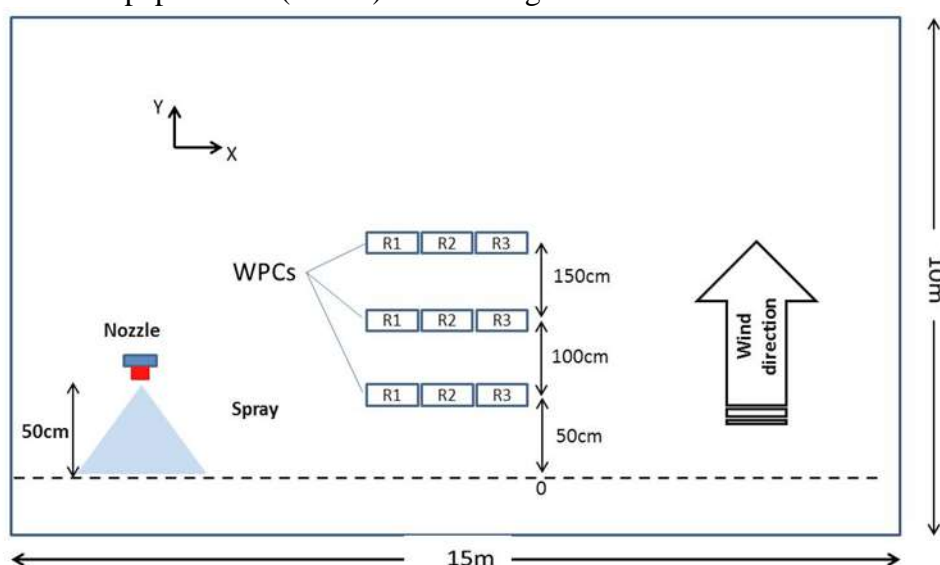 Y
X
R1 R2 R3
WPCs
150cm
Nozzle
R1 R2 R3
Wind
direction
10m
100cm
R1 R2 R3
Spray
50cm
50cm
0
15m